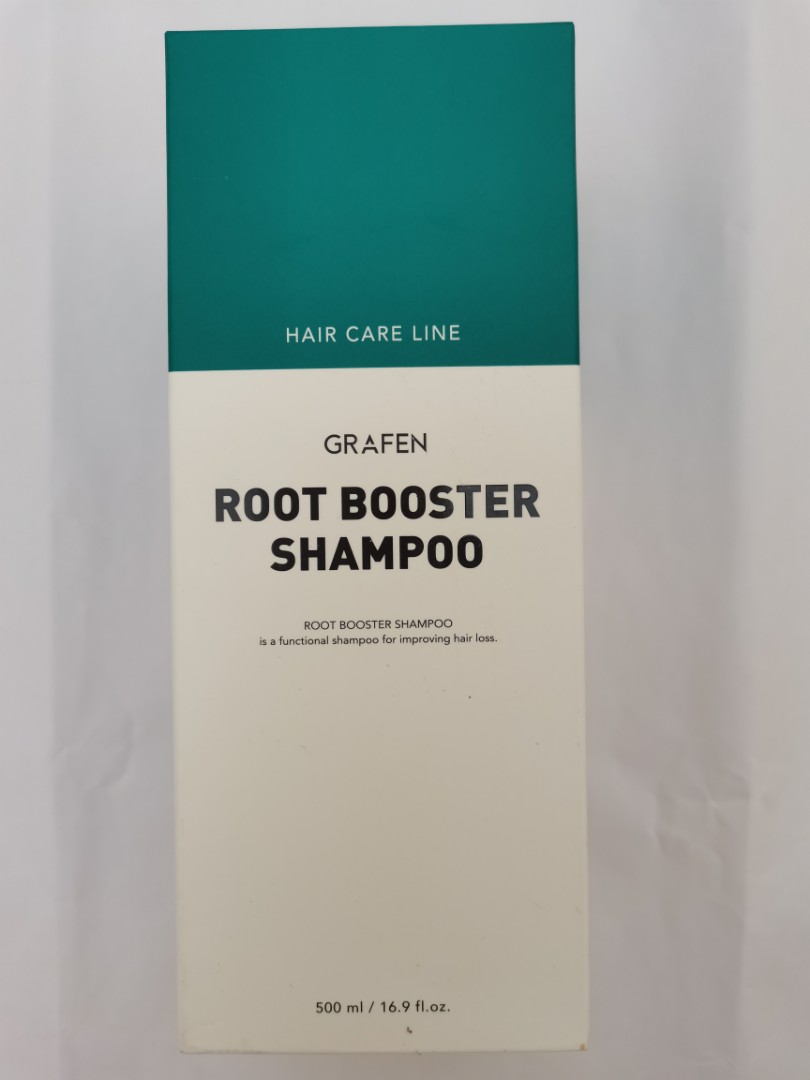 HAIR CARE LINE
GRAFEN
ROOT BOOSTER
SHAMPOO
ROOT BOOSTER SHAMPOO
is a functional shampoo for improving hair loss.
500 ml / 16.9 fl.oz.